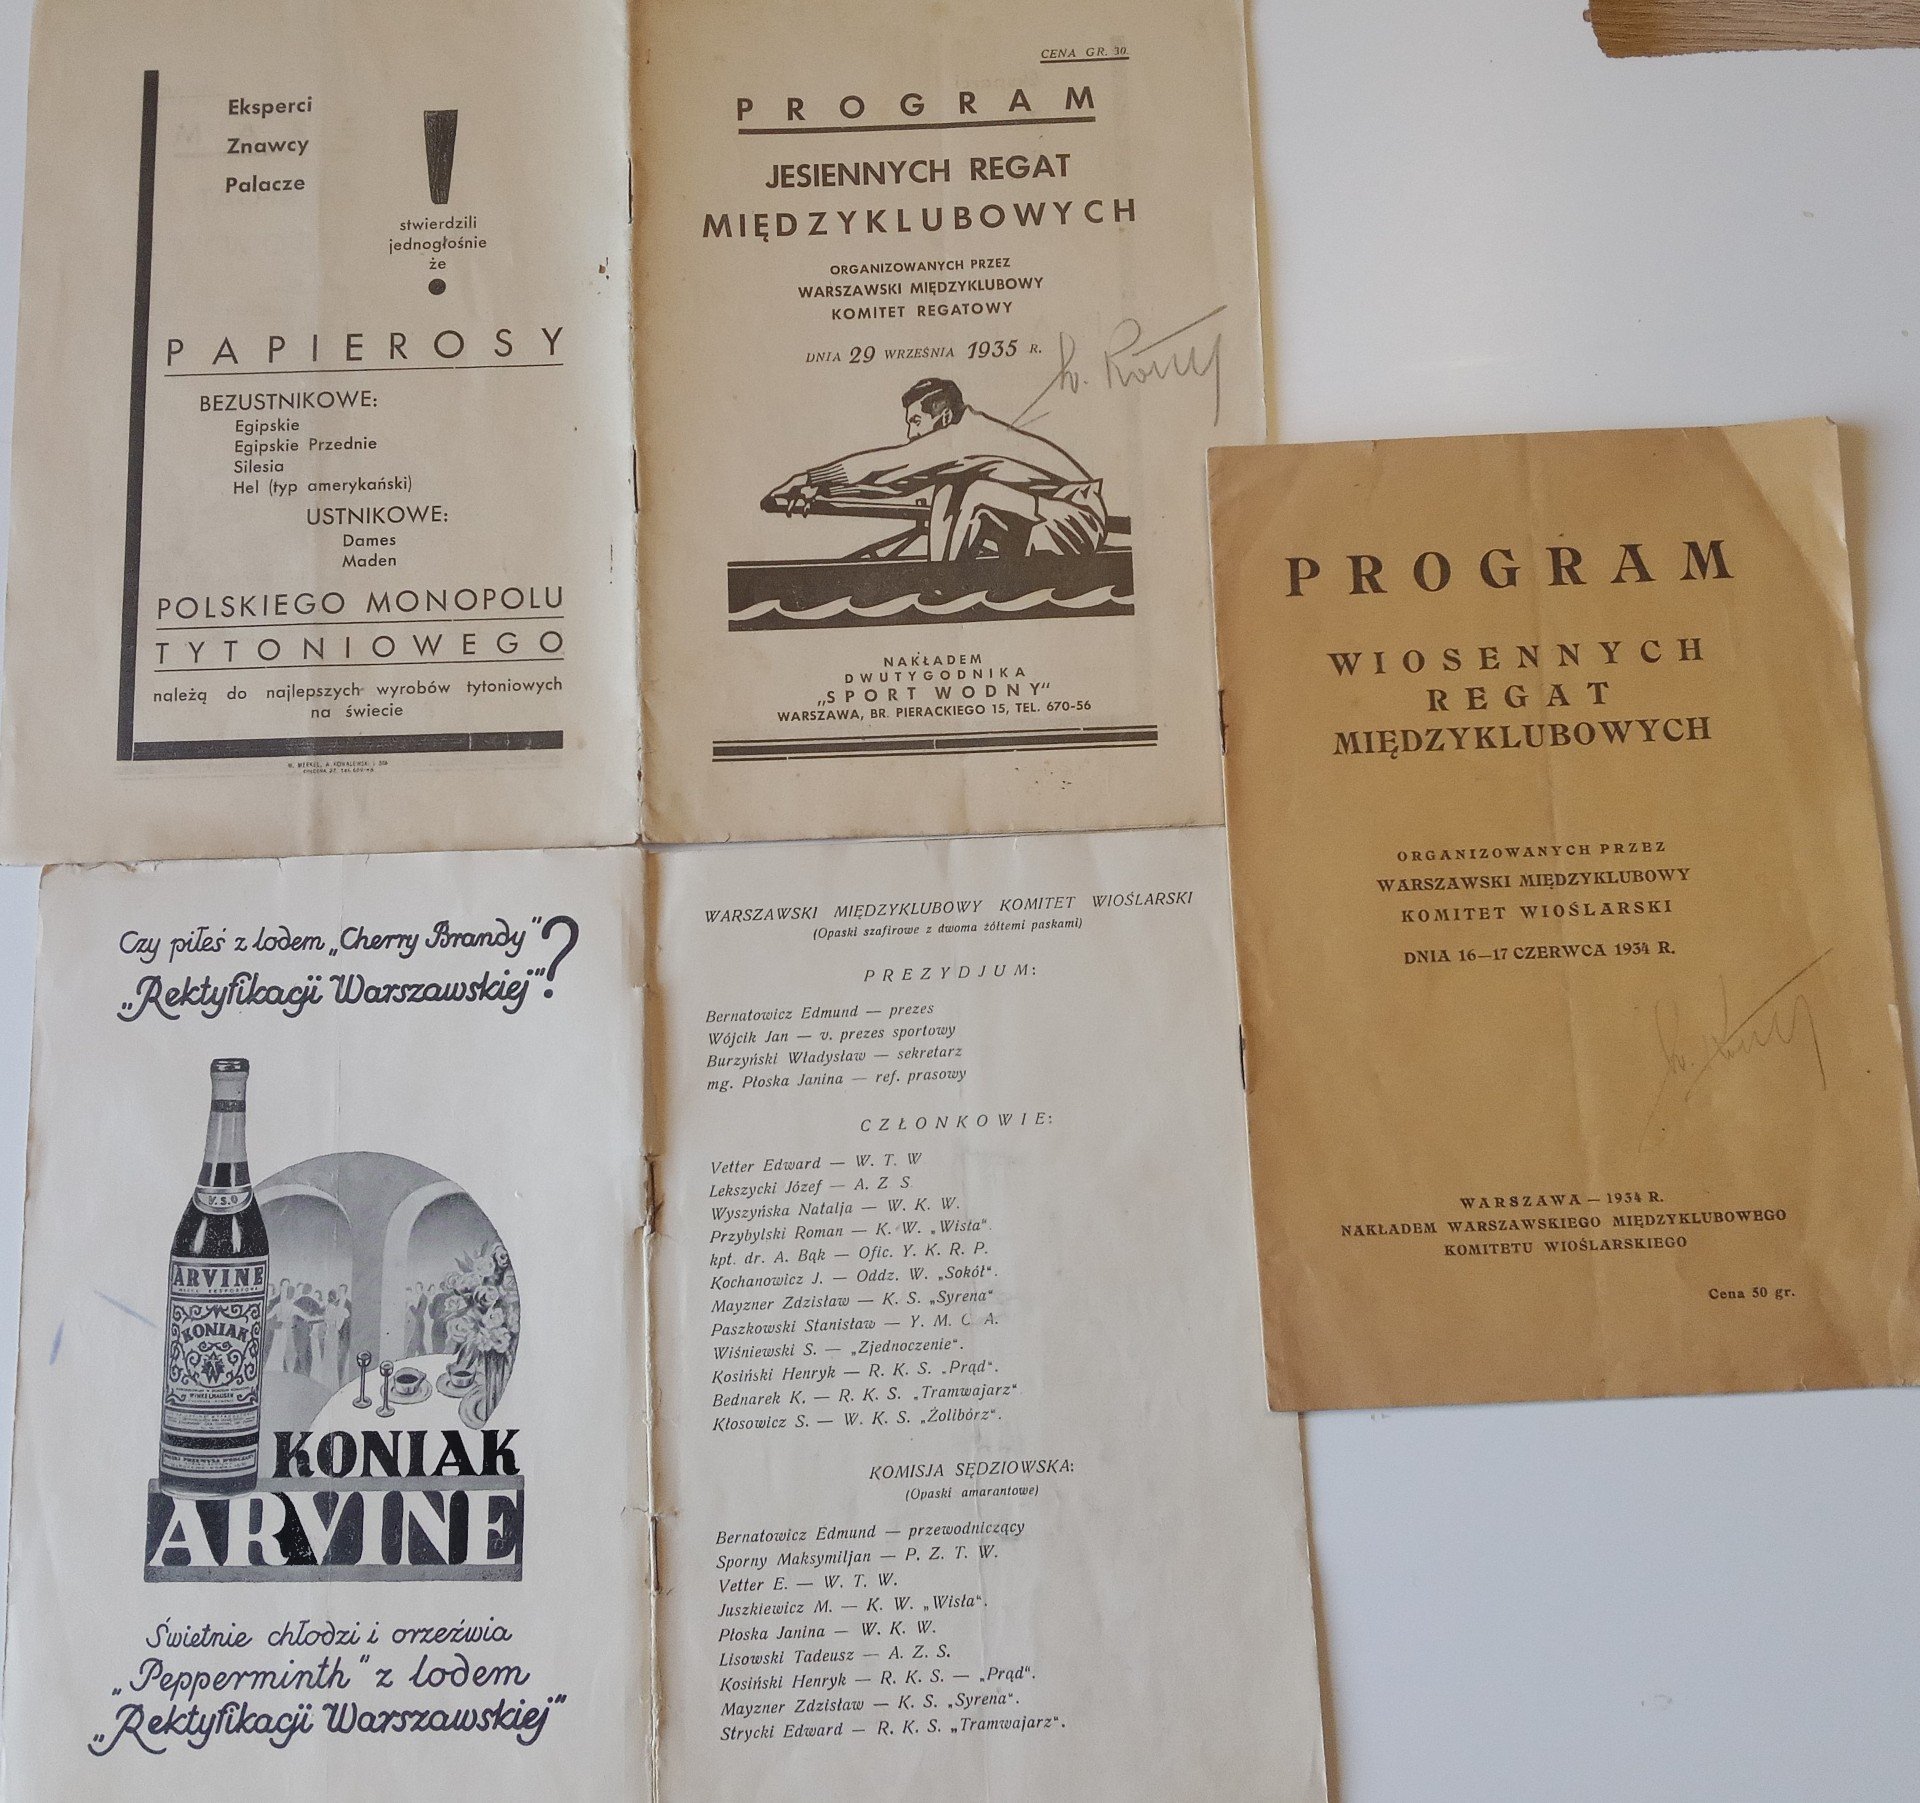 Eksperci
Znawcy
Palacze
stwierdzili
jednogłośnie
że
PAPIEROSY
BEZUSTNIKOWE:
Egipskie
Egipskie Przednie
Silesia
Hel (typ amerykański)
USTNIKOWE:
Dames
Maden
POLSKIEGO MONOPOLU
TYTONIOWEGO
należą do najlepszych wyrobów tytoniowych
na świecie
CENA GR. 30.
PROGRAM
JESIENNYCH REGAT
MIĘDZYKLUBOWYCH
ORGANIZOWANYCH PRZEZ
WARSZAWSKI MIĘDZYKLUBOWY
KOMITET REGATOWY
DNIA 29 WRZEŚNIA 1935 R.
NAKŁADEM
DWUTYGODNIKA
„SPORT WODNY"
WARSZAWA, BR. PIERACKIEGO 15, TEL. 670-56
PROGRAM
WIOSENNYCH
REGAT
MIĘDZYKLUBOWYCH
ORGANIZOWANYCH PRZEZ
WARSZAWSKI MIĘDZYKLUBOWY
KOMITET WIOŚLARSKI
DNIA 16—17 CZERWCA 1934 R.
WARSZAWA — 1934 R.
NAKŁADEM WARSZAWSKIEGO MIĘDZYKLUBOWEGO
KOMITETU WIOŚLARSKIEGO
Cena 50 gr.
Czy piłeś z lodem „Cherry Brandy"
„Rektyfikacji Warszawskiej"?
V.S.O
ARVINE
KONIAK
WINKELHAUSEN
KONIAK
ARVINE
Świetnie chłodzi i orzeźwia
„Pepperminth" z lodem
„Rektyfikacji Warszawskiej"
WARSZAWSKI MIĘDZYKLUBOWY KOMITET WIOŚLARSKI
(Opaski szafirowe z dwoma żółtemi paskami)
PREZYDJUM:
Bernatowicz Edmund — prezes
Wójcik Jan — v. prezes sportowy
Burzyński Władysław — sekretarz
mg. Płoska Janina — ref. prasowy
CZŁONKOWIE:
Vetter Edward — W. T. W
Lekszycki Józef — A. Z S
Wyszyńska Natalja — W. K. W.
Przybylski Roman — K. W. „Wisła".
kpt. dr. A. Bąk — Ofic. Y. K. R. P.
Kochanowicz J. — Oddz. W. „Sokół".
Mayzner Zdzisław — K. S. „Syrena"
Paszkowski Stanisław — Y. M. C A.
Wiśniewski S. — „Zjednoczenie".
Kosiński Henryk — R. K. S. „Prąd".
Bednarek K. — R. K. S. „Tramwajarz"
Kłosowicz S. — W. K. S. „Żolibórz".
KOMISJA SĘDZIOWSKA:
(Opaski amarantowe)
Bernatowicz Edmund — przewodniczący
Sporny Maksymiljan — P. Z. T. W.
Vetter E. — W. T. W.
Juszkiewicz M. — K. W. „Wisła".
Płoska Janina — W. K. W.
Lisowski Tadeusz — A. Z. S.
Kosiński Henryk — R. K. S. — „Prąd".
Mayzner Zdzisław — K. S. „Syrena".
Strycki Edward — R. K. S. „Tramwajarz".